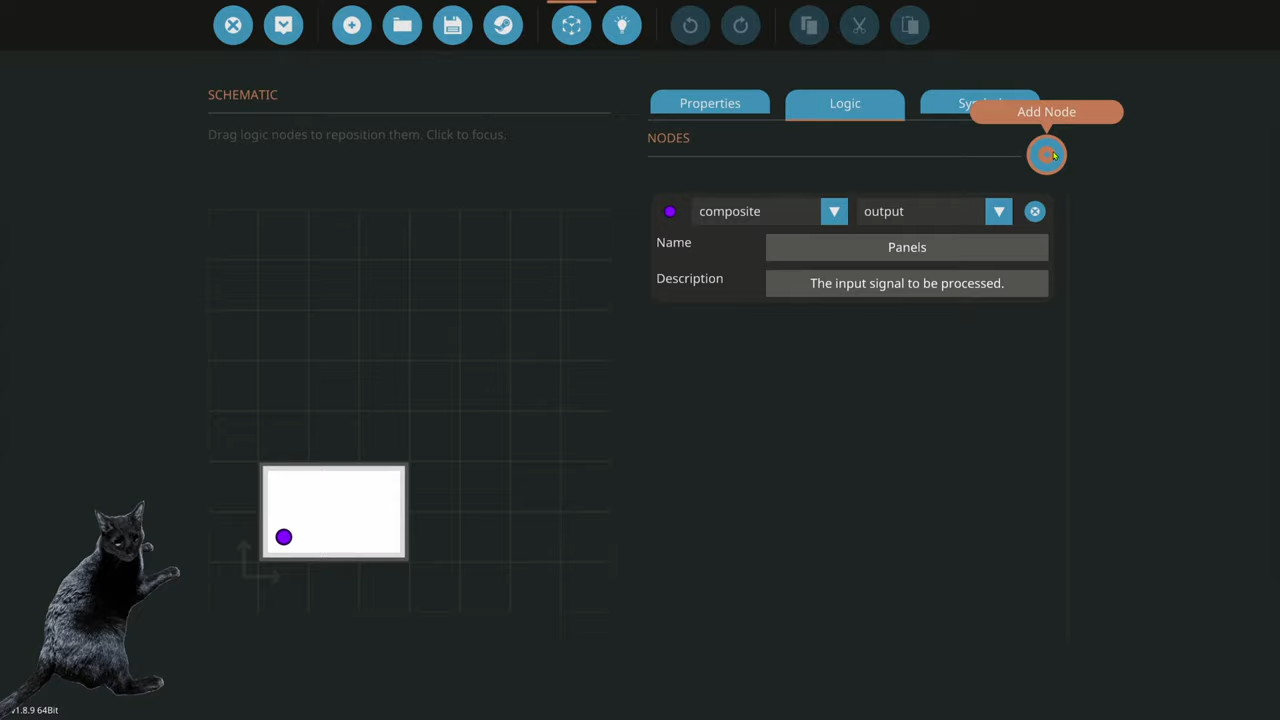 SCHEMATIC
Drag logic nodes to reposition them. Click to focus.
Properties
Logic
Add Node
NODES
composite
output
Name
Panels
Description
The input signal to be processed.
v1.8.9 64Bit